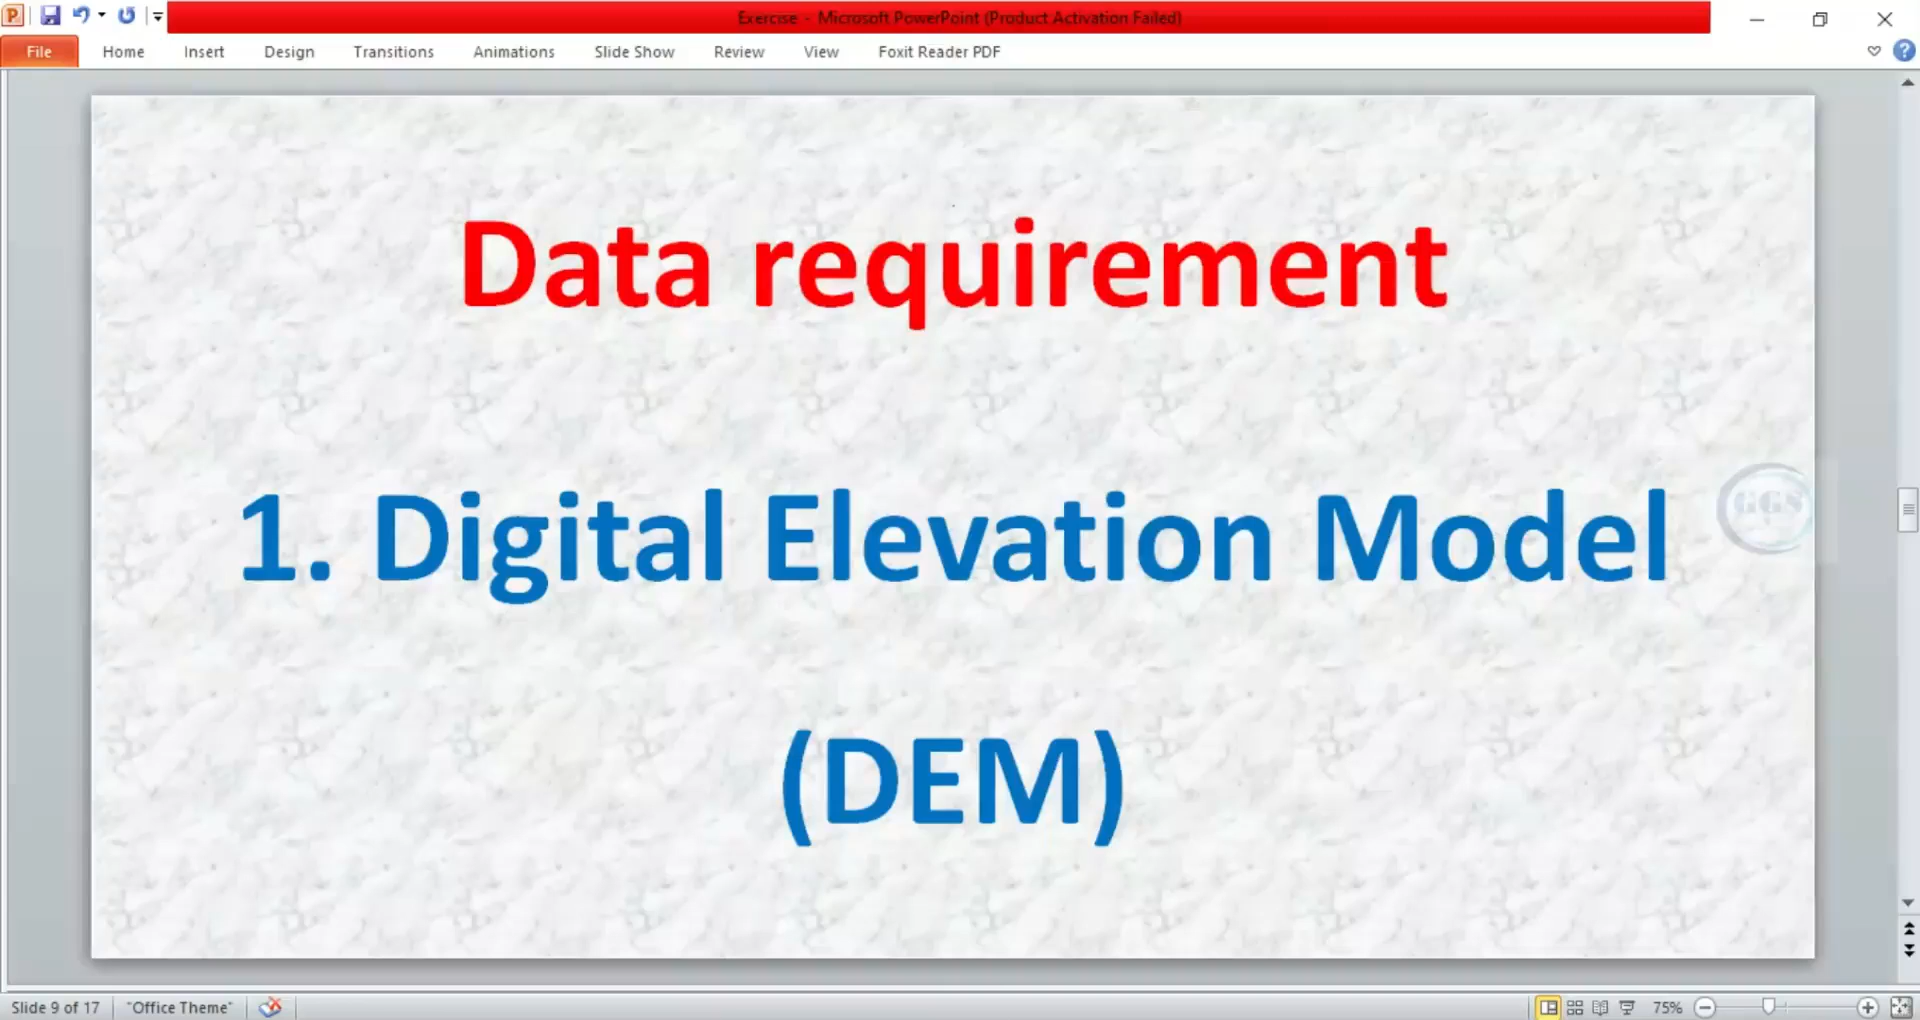 Exercise - Microsoft PowerPoint (Product Activation Failed)
File Home Insert Design Transitions Animations Slide Show Review View Foxit Reader PDF
Data requirement
1. Digital Elevation Model
GGS
(DEM)
Slide 9 of 17 "Office Theme" 75%